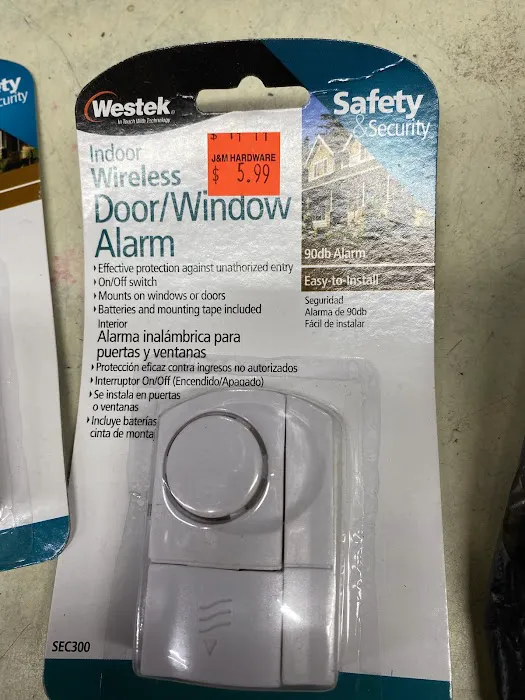 ty
curity
Westek®
In Touch With Technology
Safety
& Security
Indoor
Wireless
Door/Window
Alarm
J&M HARDWARE
$ 5.99
90db Alarm
Easy-to-Install
Seguridad
Alarma de 90db
Fácil de instalar
Effective protection against unathorized entry
On/Off switch
Mounts on windows or doors
Batteries and mounting tape included
Interior
Alarma inalámbrica para
puertas y ventanas
Protección eficaz contra ingresos no autorizados
Interruptor On/Off (Encendido/Apagado)
Se instala en puertas
o ventanas
Incluye baterías
cinta de monta
SEC300